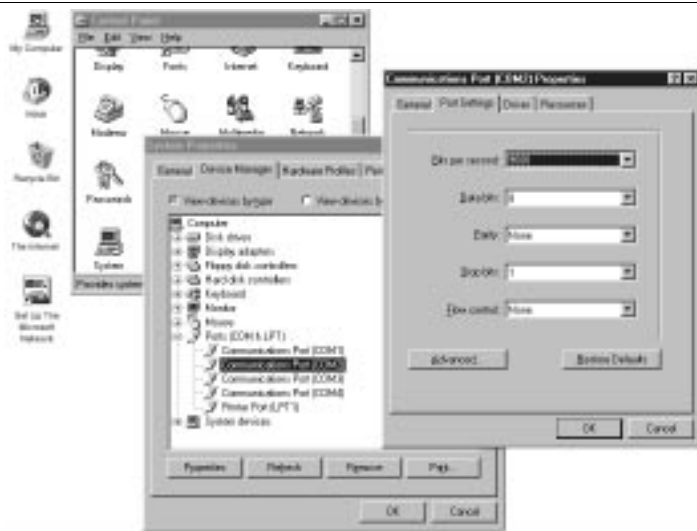 My Computer
Inbox
Recycle Bin
The Internet
Set Up The
Microsoft
Network
Control Panel
File Edit View Help
Display Fonts Internet Keyboard
Modems Mouse Multimedia Network
Passwords
System
Provides system
System Properties
General Device Manager Hardware Profiles
View devices by type View devices b
Computer
Disk drives
Display adapters
Floppy disk controllers
Hard disk controllers
Keyboard
Monitor
Mouse
Ports (COM & LPT)
Communications Port (COM1)
Communications Port (COM2)
Communications Port (COM3)
Communications Port (COM4)
Printer Port (LPT1)
System devices
Properties Refresh Remove Print...
OK Cancel
Communications Port (COM2) Properties
General Port Settings Driver Resources
Bits per second:
Data bits: 8
Parity: None
Stop bits: 1
Flow control: None
Advanced... Restore Defaults
OK Cancel